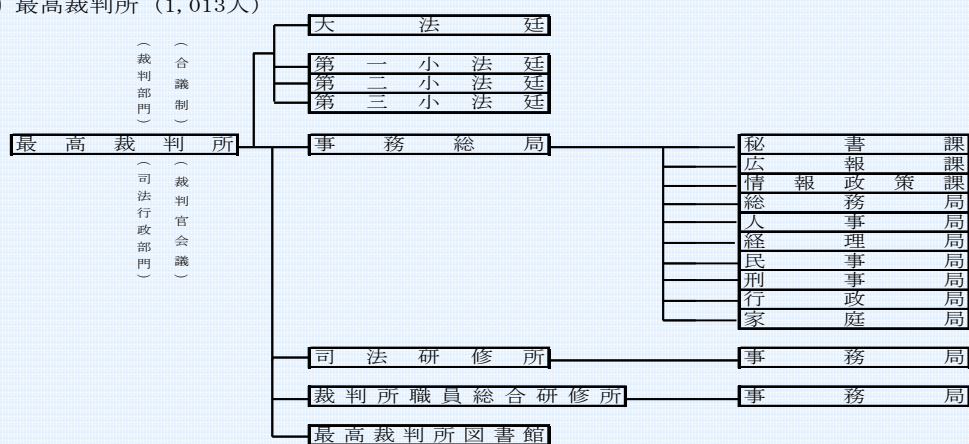 ) 最高裁判所 (1,013人)
大法廷
第一小法廷
第二小法廷
第三小法廷
（裁判部門）
（合議制）
最高裁判所
（司法行政部門）
（裁判官会議）
事務総局
秘書課
広報課
情報政策課
総務局
人事局
経理局
民事局
刑事局
行政局
家庭局
司法研修所
事務局
裁判所職員総合研修所
事務局
最高裁判所図書館